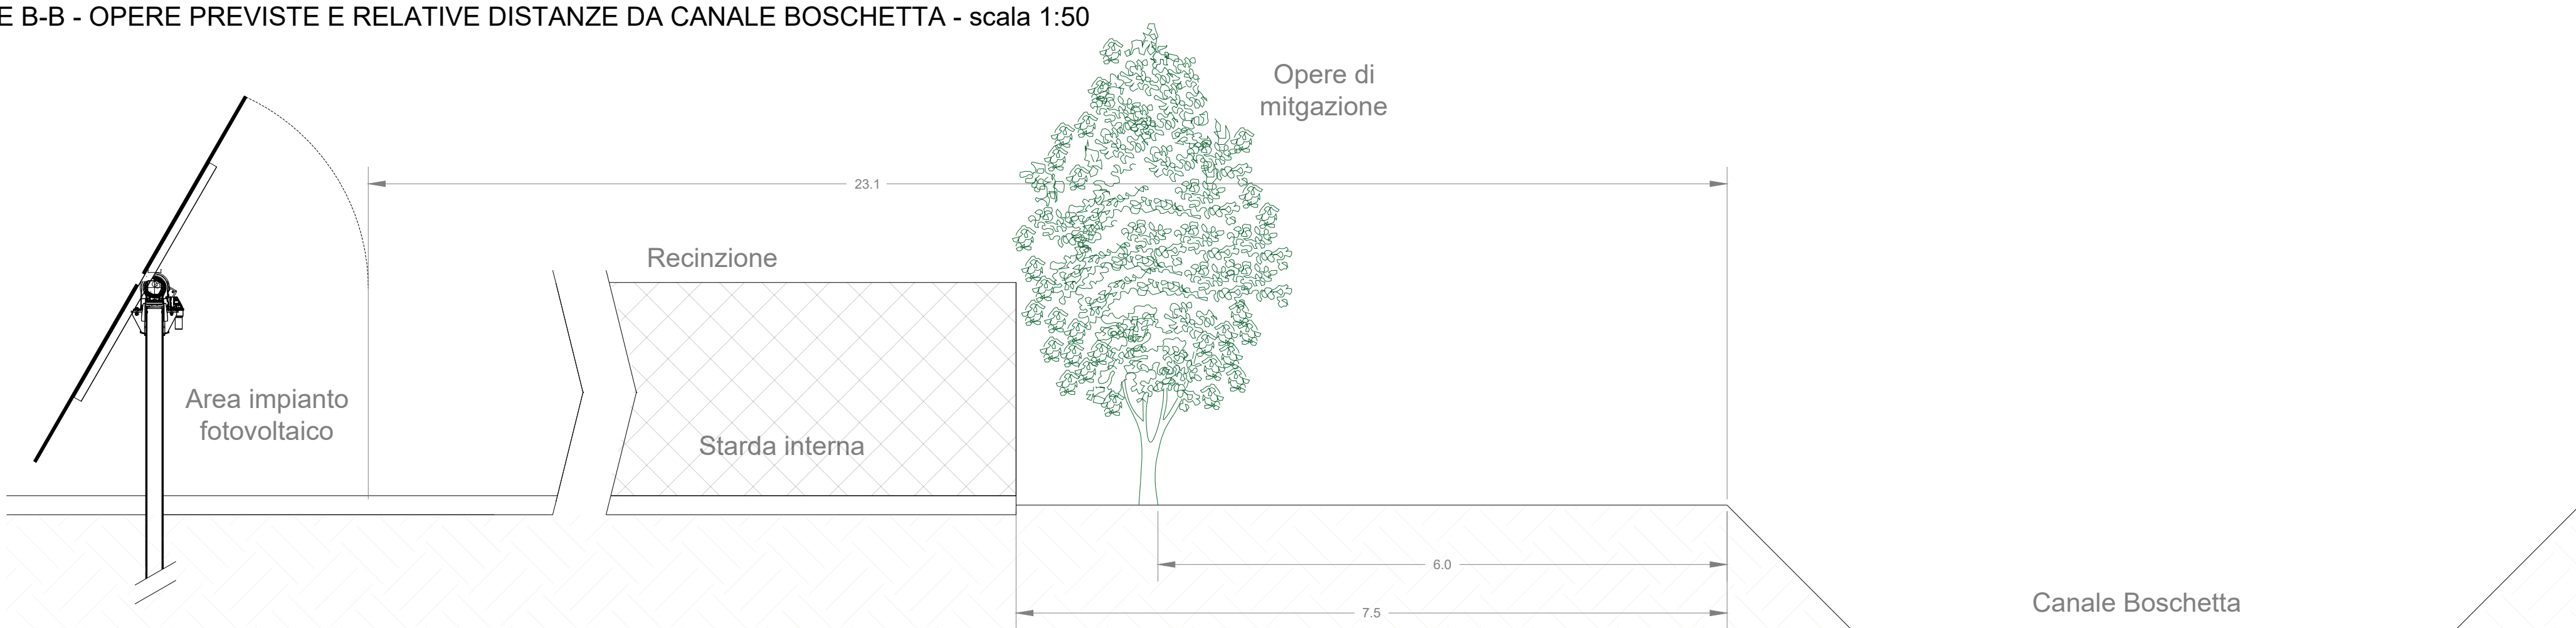 E B-B - OPERE PREVISTE E RELATIVE DISTANZE DA CANALE BOSCHETTA - scala 1:50
Opere di
mitgazione
23.1
Recinzione
Area impianto
fotovoltaico
Starda interna
6.0
7.5
Canale Boschetta